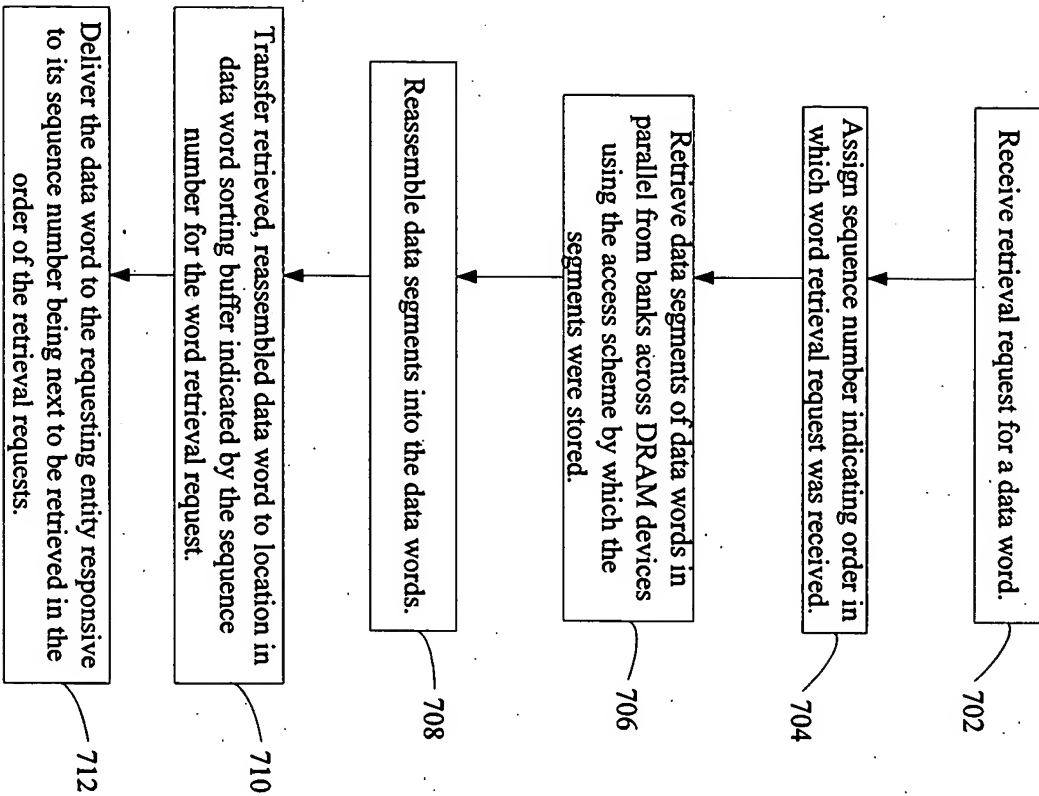 Receive retrieval request for a data word.
702
Assign sequence number indicating order in
which word retrieval request was received.
704
Retrieve data segments of data words in
parallel from banks across DRAM devices
using the access scheme by which the
segments were stored.
706
Reassemble data segments into the data words.
708
Transfer retrieved, reassembled data word to location in
data word sorting buffer indicated by the sequence
number for the word retrieval request.
710
Deliver the data word to the requesting entity responsive
to its sequence number being next to be retrieved in the
order of the retrieval requests.
712